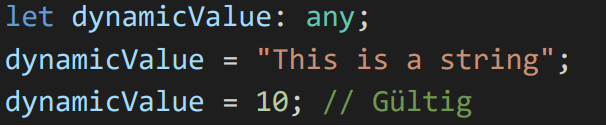 let dynamicValue: any;
dynamicValue = "This is a string";
dynamicValue = 10; // Gültig